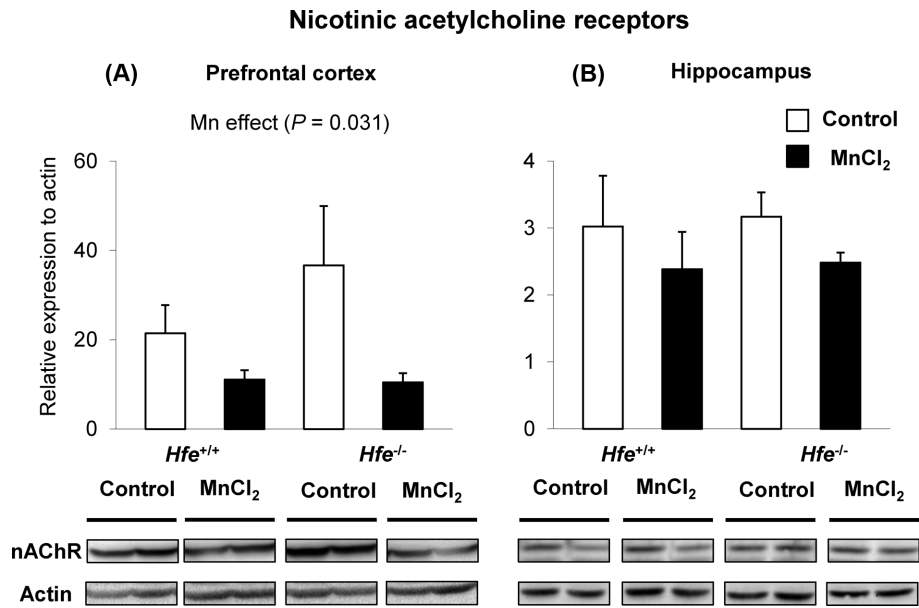 Nicotinic acetylcholine receptors
(A) Prefrontal cortex
Mn effect (P = 0.031)
Relative expression to actin
60
40
20
0
Hfe+/+ Hfe-/-
Control MnCl2 Control MnCl2
nAChR
Actin
(B) Hippocampus
Control
MnCl2
4
3
2
1
0
Hfe+/+ Hfe-/-
Control MnCl2 Control MnCl2